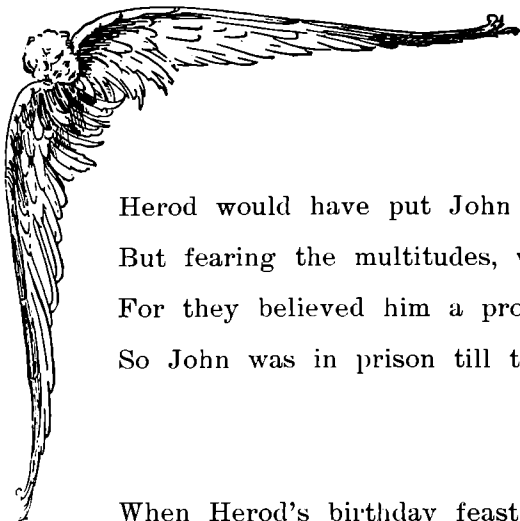 Herod would have put John
But fearing the multitudes,
For they believed him a pro
So John was in prison till t
When Herod's birthday feast